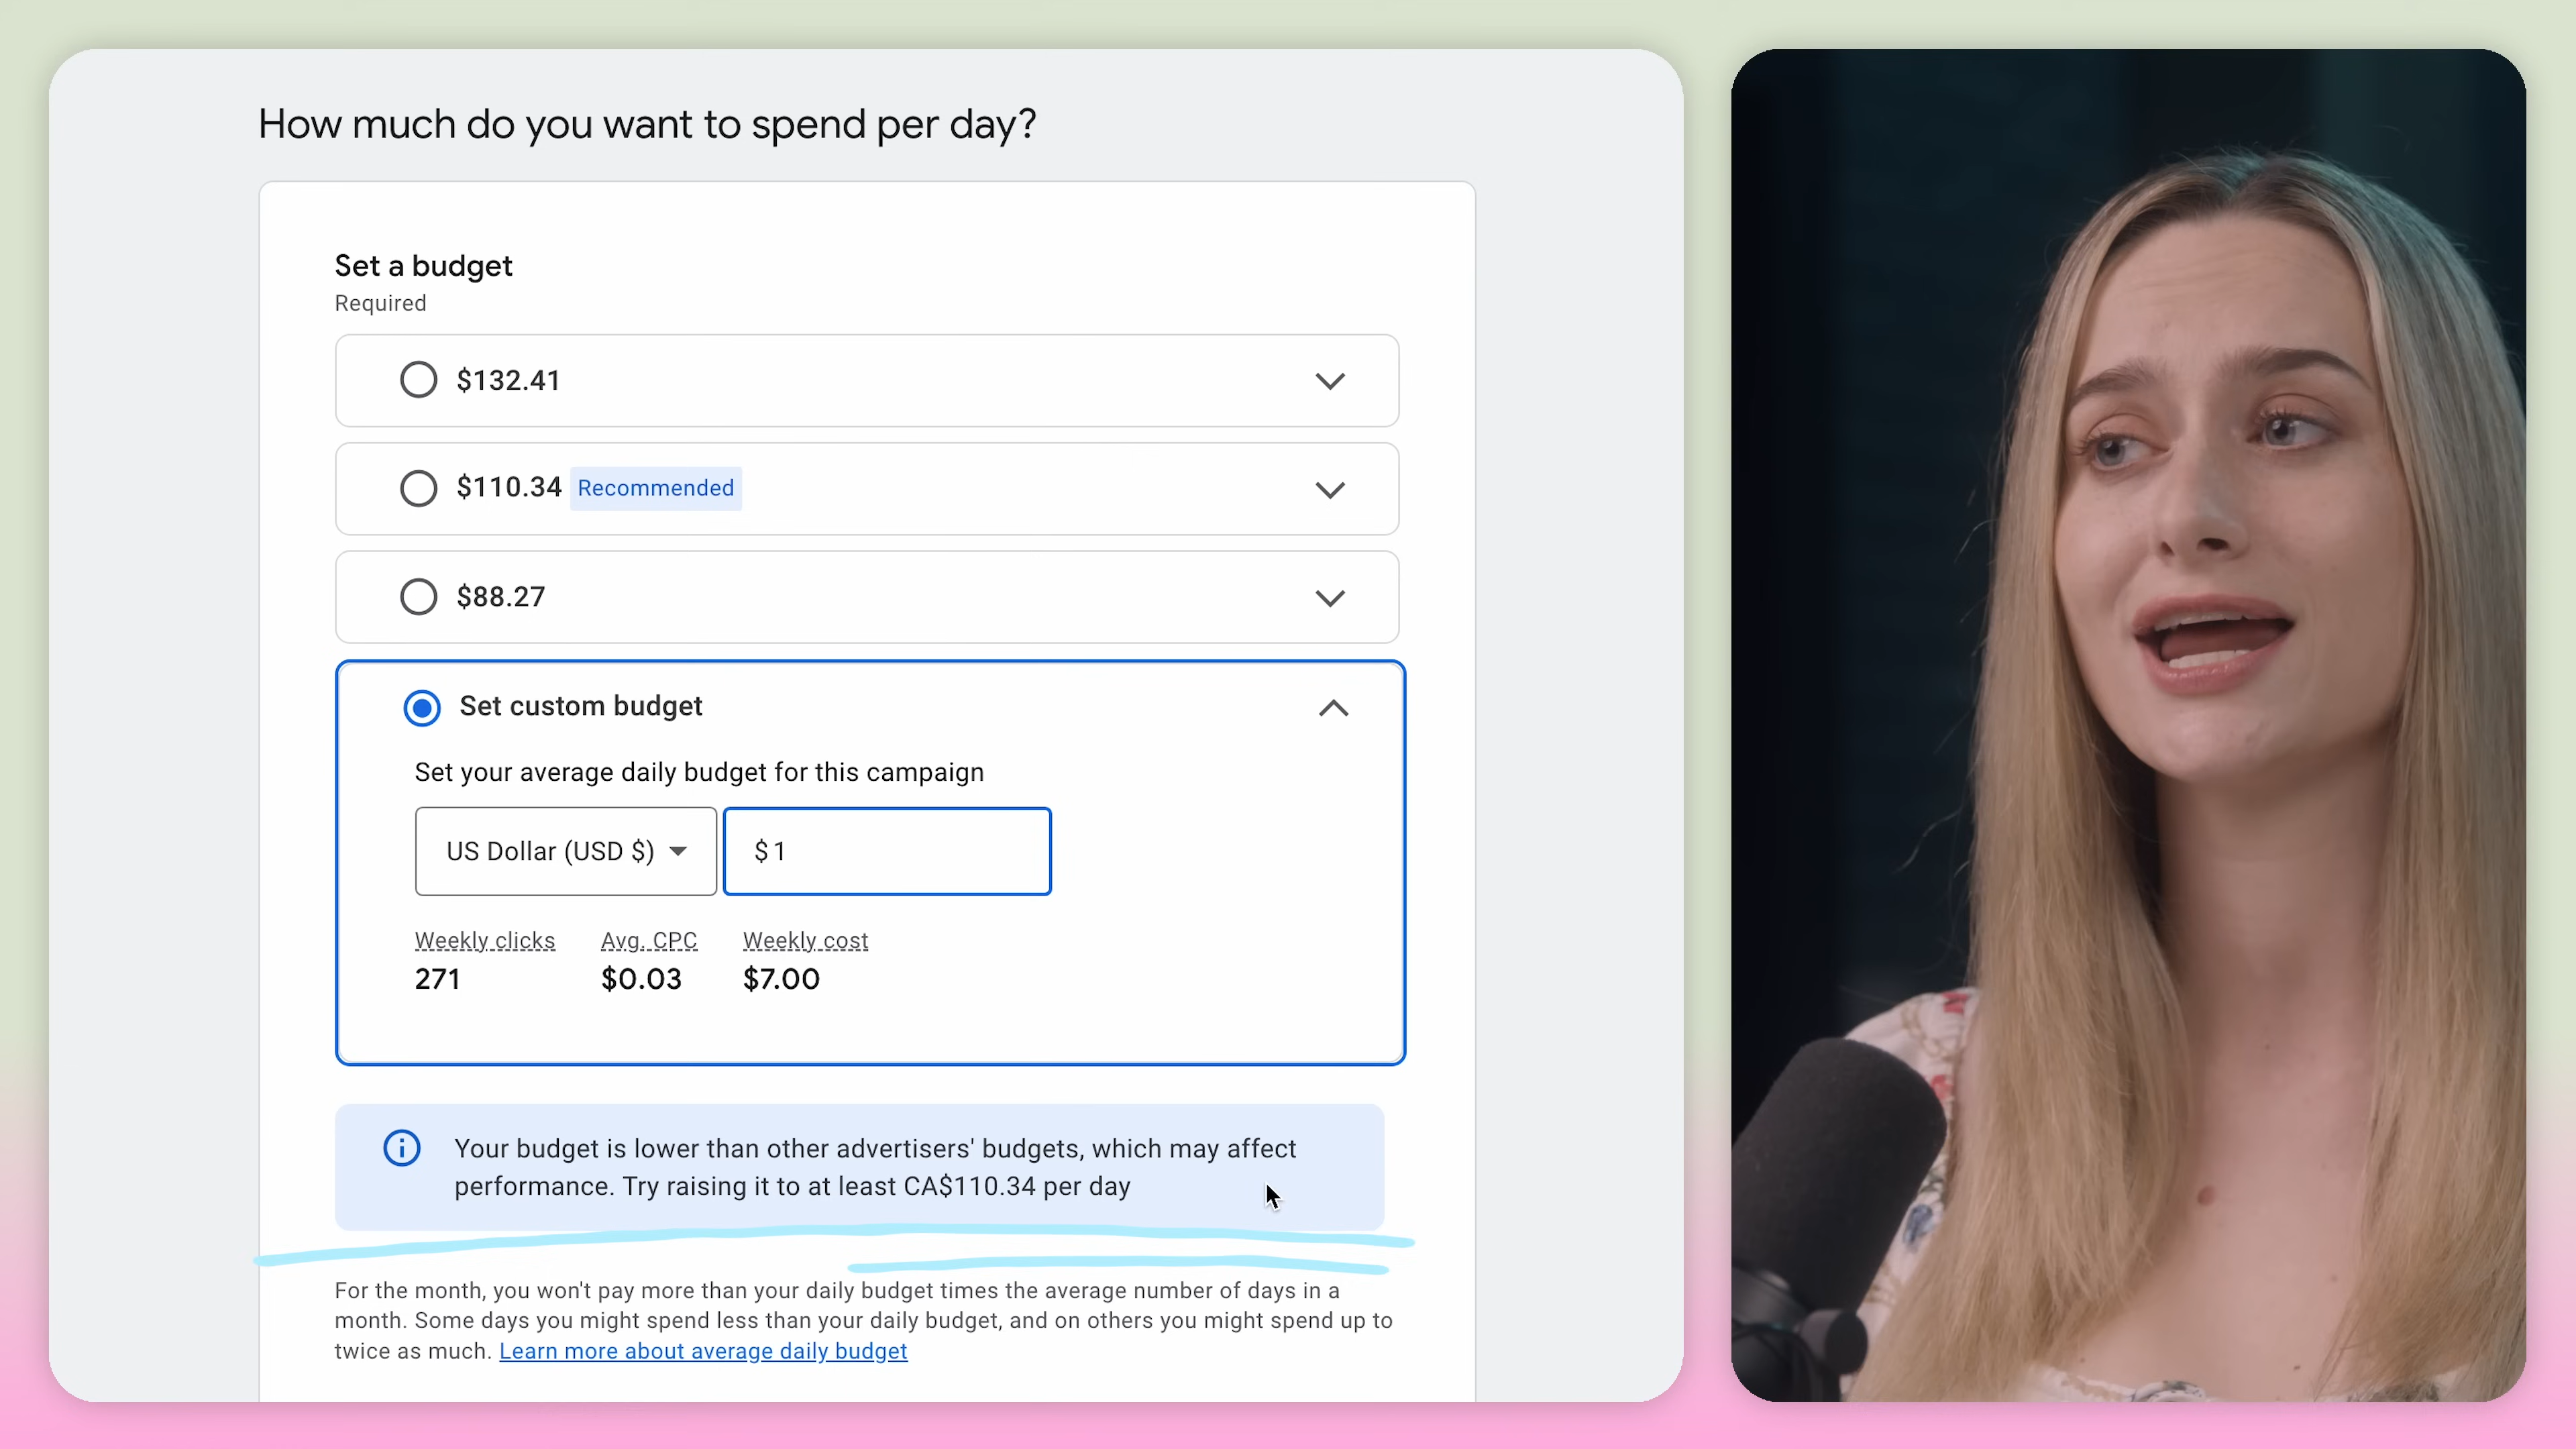 How much do you want to spend per day?
Set a budget
Required
$132.41
$110.34 Recommended
$88.27
Set custom budget
Set your average daily budget for this campaign
US Dollar (USD $) $ 1
Weekly clicks Avg. CPC Weekly cost
271 $0.03 $7.00
Your budget is lower than other advertisers' budgets, which may affect
performance. Try raising it to at least CA$110.34 per day
For the month, you won't pay more than your daily budget times the average number of days in a
month. Some days you might spend less than your daily budget, and on others you might spend up to
twice as much. Learn more about average daily budget